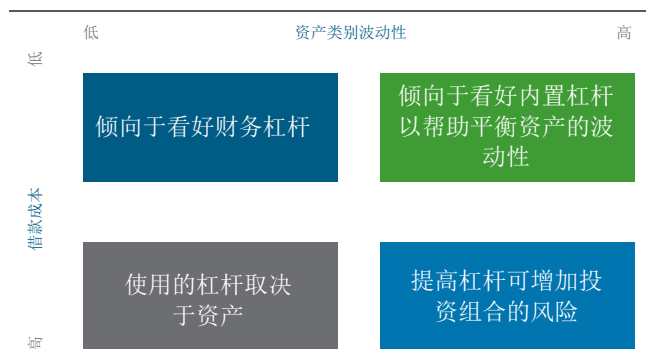 低
资产类别波动性
高
低
倾向于看好财务杠杆
倾向于看好内置杠杆
以帮助平衡资产的波
动性
借款成本
使用的杠杆取决
于资产
提高杠杆可增加投
资组合的风险
高